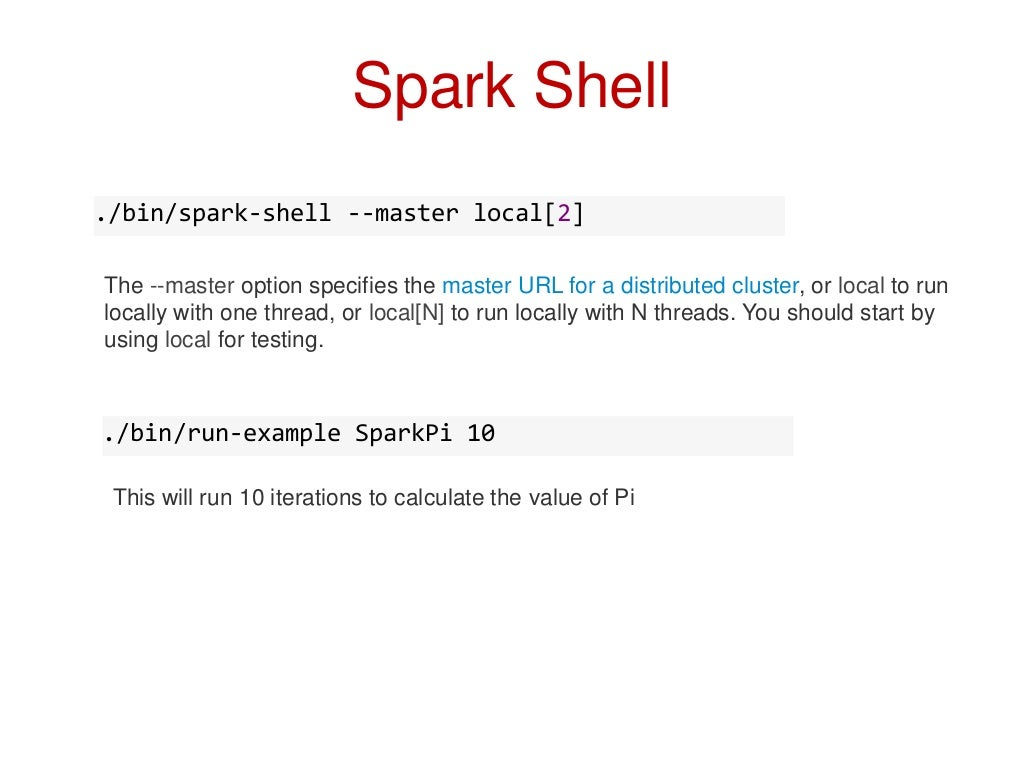 Spark Shell
./bin/spark-shell --master local[2]
The --master option specifies the master URL for a distributed cluster, or local to run
locally with one thread, or local[N] to run locally with N threads. You should start by
using local for testing.
./bin/run-example SparkPi 10
This will run 10 iterations to calculate the value of Pi